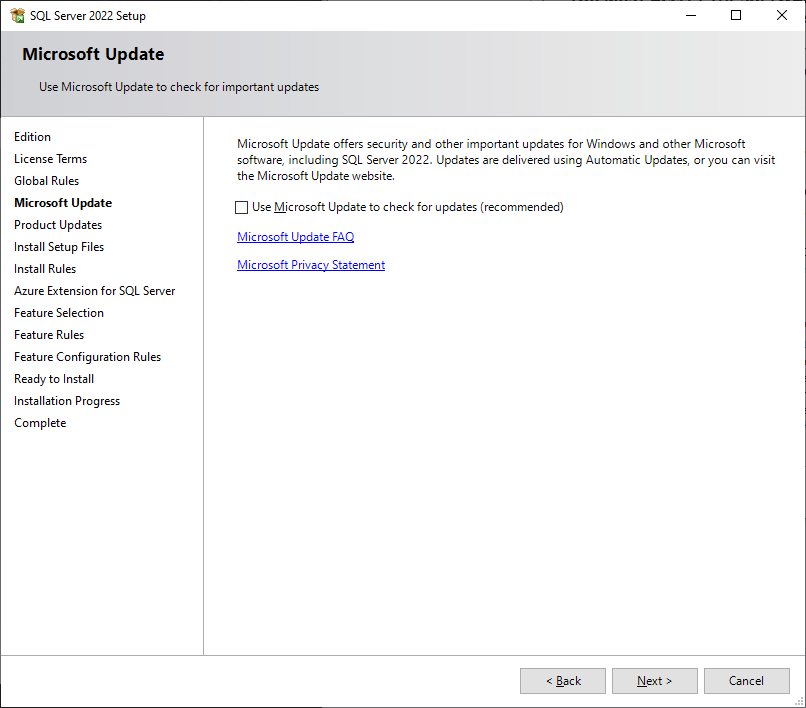 SQL Server 2022 Setup
Microsoft Update
Use Microsoft Update to check for important updates
Edition
License Terms
Global Rules
Microsoft Update
Product Updates
Install Setup Files
Install Rules
Azure Extension for SQL Server
Feature Selection
Feature Rules
Feature Configuration Rules
Ready to Install
Installation Progress
Complete
Microsoft Update offers security and other important updates for Windows and other Microsoft
software, including SQL Server 2022. Updates are delivered using Automatic Updates, or you can visit
the Microsoft Update website.
Use Microsoft Update to check for updates (recommended)
Microsoft Update FAQ
Microsoft Privacy Statement
< Back
Next >
Cancel